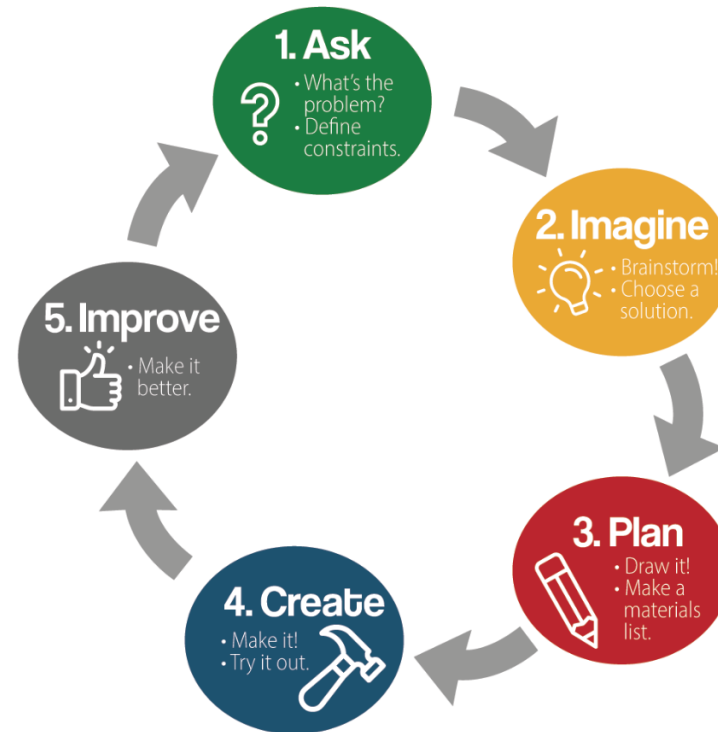 1. Ask
• What's the
problem?
• Define
constraints.
2. Imagine
• Brainstorm!
• Choose a
solution.
3. Plan
• Draw it!
• Make a
materials
list.
4. Create
• Make it!
• Try it out.
5. Improve
• Make it
better.